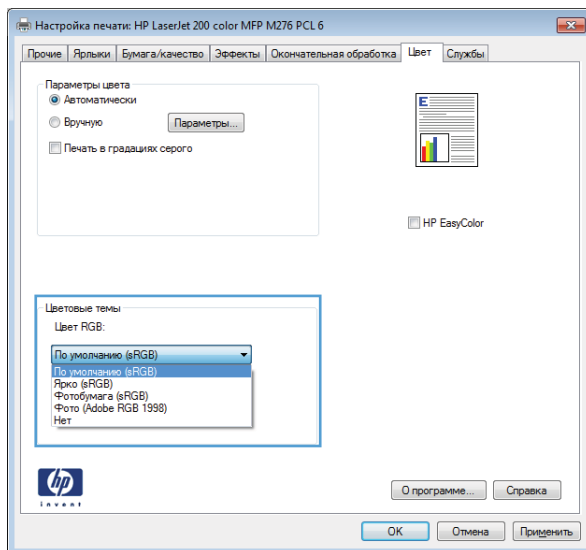 Настройка печати: HP LaserJet 200 color MFP M276 PCL 6
Прочие Ярлыки Бумага/качество Эффекты Окончательная обработка Цвет Службы
Параметры цвета
Автоматически
Вручную Параметры...
Печать в градациях серого
E
HP EasyColor
Цветовые темы
Цвет RGB:
По умолчанию (sRGB)
По умолчанию (sRGB)
Ярко (sRGB)
Фотобумага (sRGB)
Фото (Adobe RGB 1998)
Нет
hp
invent
О программе... Справка
OK Отмена Применить